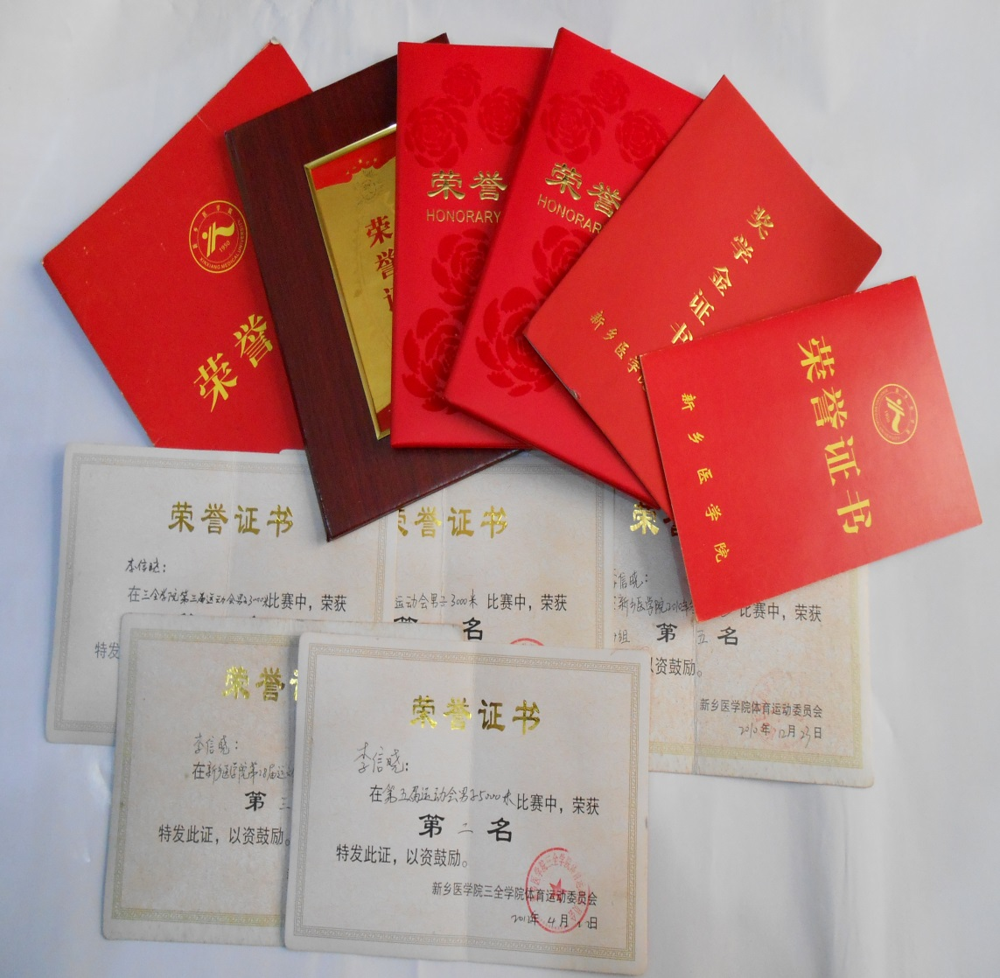 1950
XINXIANG MEDICAL UNIVERSITY
荣誉
荣
誉
荣誉
HONORARY
荣誉
HONORAR
奖学金证书
新乡医学
荣誉证书
新乡医学院
荣誉证书
李信晓:
在三全学院第三届运动会男子3000米比赛中,荣获
特发
誉证书
运动会男子3000米 比赛中,荣获
名
荣
信晓:
新乡医学院2010年
比赛中,荣获
组 第 五 名
以资鼓励。
新乡医学院体育运动委员会
2010年12月23日
荣誉
李信晓:
在新乡医学院第28届运
第 三
特发此证,以资鼓励。
荣誉证书
李信晓:
在第五届运动会男子5000米比赛中,荣获
第 二 名
特发此证,以资鼓励。
新乡医学院三全学院体育运动委员会
2012年4月12日